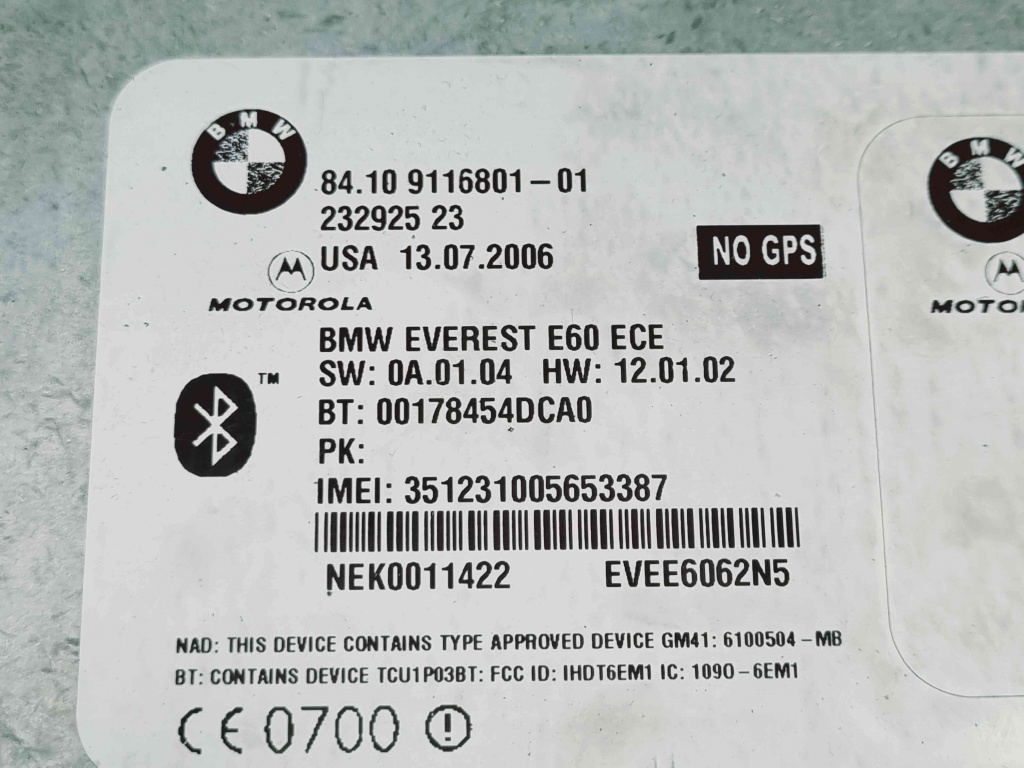 BMW
84.10 9116801-01
232925 23
USA 13.07.2006
NO GPS
MOTOROLA
BMW EVEREST E60 ECE
SW: 0A.01.04 HW: 12.01.02
TM
BT: 00178454DCA0
PK:
IMEI: 351231005653387
NEK0011422 EVEE6062N5
NAD: THIS DEVICE CONTAINS TYPE APPROVED DEVICE GM41: 6100504-MB
BT: CONTAINS DEVICE TCU1P03BT: FCC ID: IHDT6EM1 IC: 1090-6EM1
CE 0700 !
BMW
MOTO